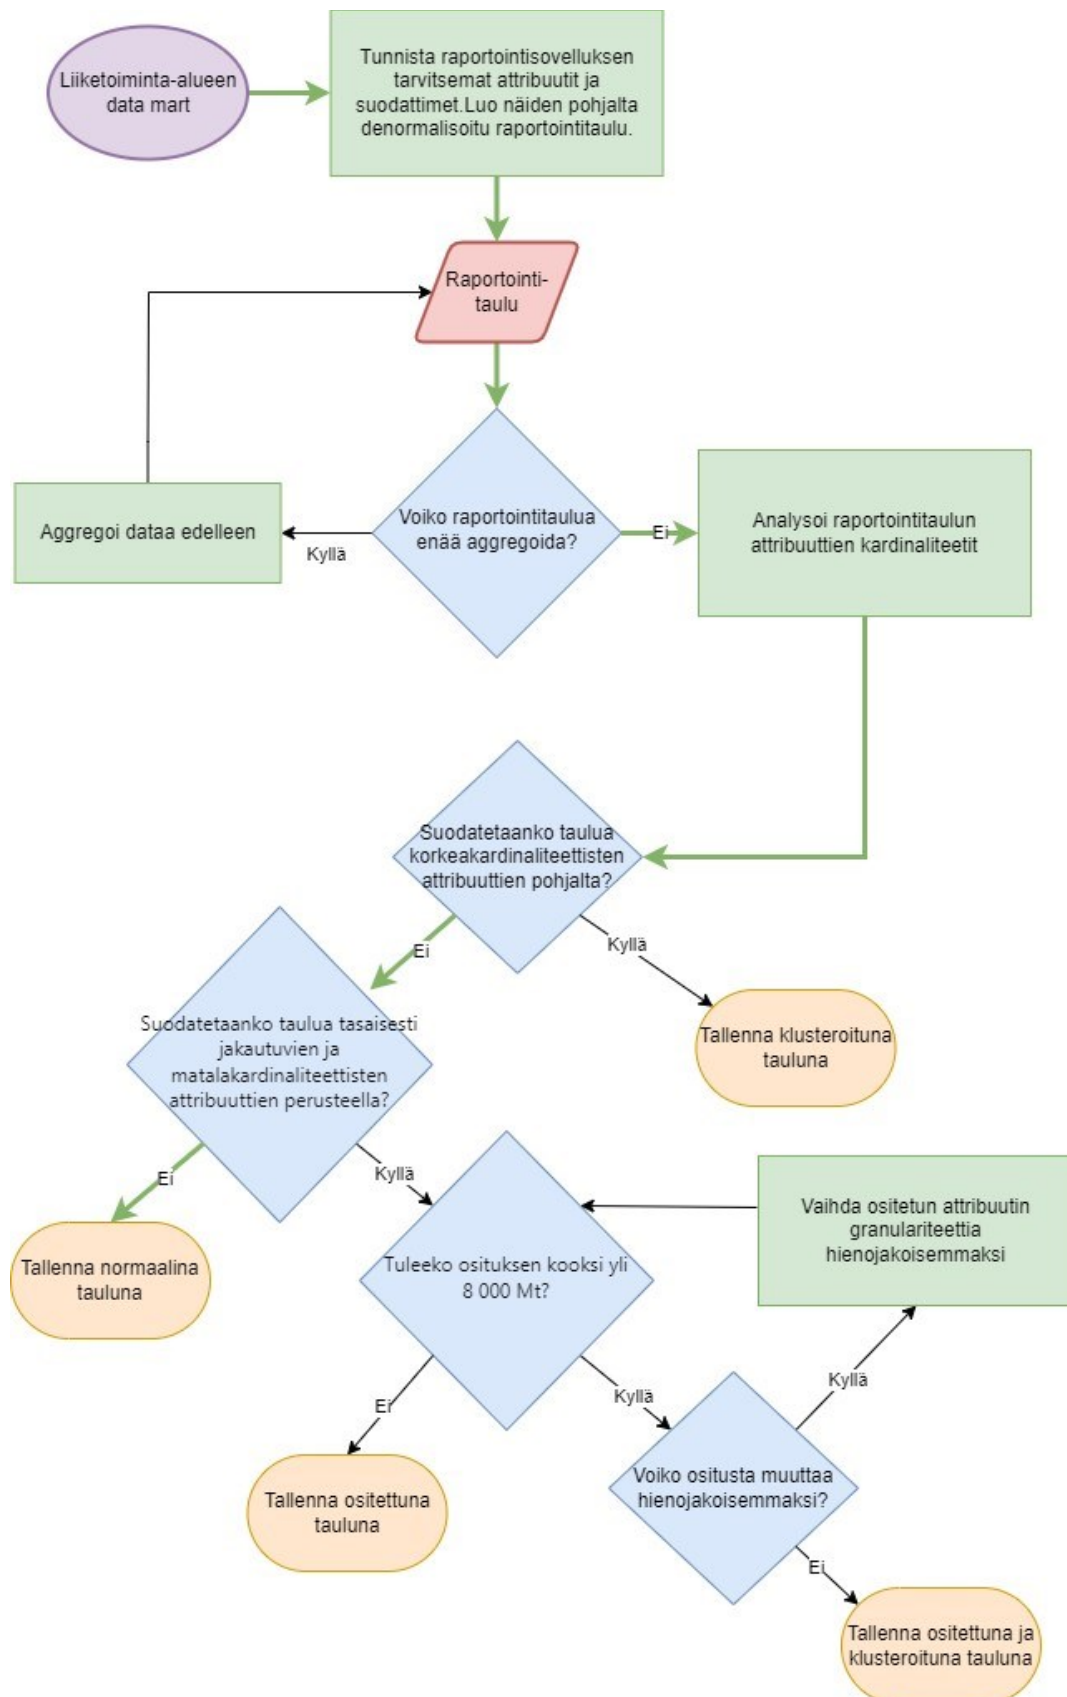 Liiketoiminta-alueen
data mart
Tunnista raportointisovelluksen
tarvitsemat attribuutit ja
suodattimet.Luo näiden pohjalta
denormalisoitu raportointitaulu.
Raportointi-
taulu
Voiko raportointitaulua
enää aggregoida?
Kyllä
Aggregoi dataa edelleen
Ei
Analysoi raportointitaulun
attribuuttien kardinaliteetit
Suodatetaanko taulua
korkeakardinaliteettisten
attribuuttien pohjalta?
Ei
Kyllä
Tallenna klusteroituna
tauluna
Suodatetaanko taulua tasaisesti
jakautuvien ja
matalakardinaliteettisten
attribuuttien perusteella?
Ei
Kyllä
Tallenna normaalina
tauluna
Tuleeko osituksen kooksi yli
8 000 Mt?
Vaihda ositetun attribuutin
granulariteettia
hienojakoisemmaksi
Ei
Kyllä
Kyllä
Tallenna ositettuna
tauluna
Voiko ositusta muuttaa
hienojakoisemmaksi?
Ei
Tallenna ositettuna ja
klusteroituna tauluna